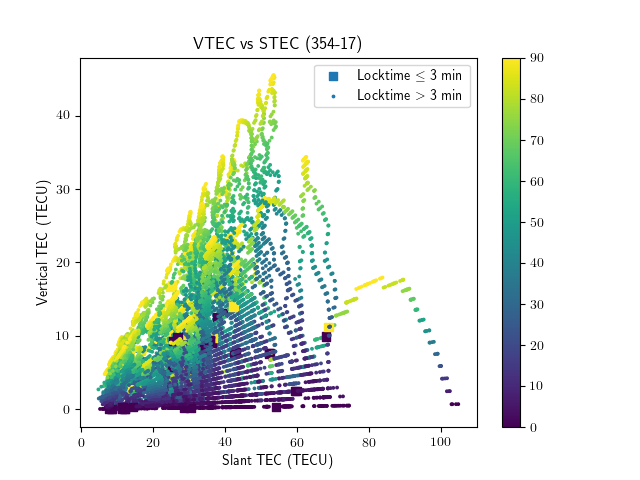 VTEC vs STEC (354-17)
Locktime ≤ 3 min
Locktime > 3 min
Vertical TEC (TECU)
40
30
20
10
0
0 20 40 60 80 100
Slant TEC (TECU)
90
80
70
60
50
40
30
20
10
0